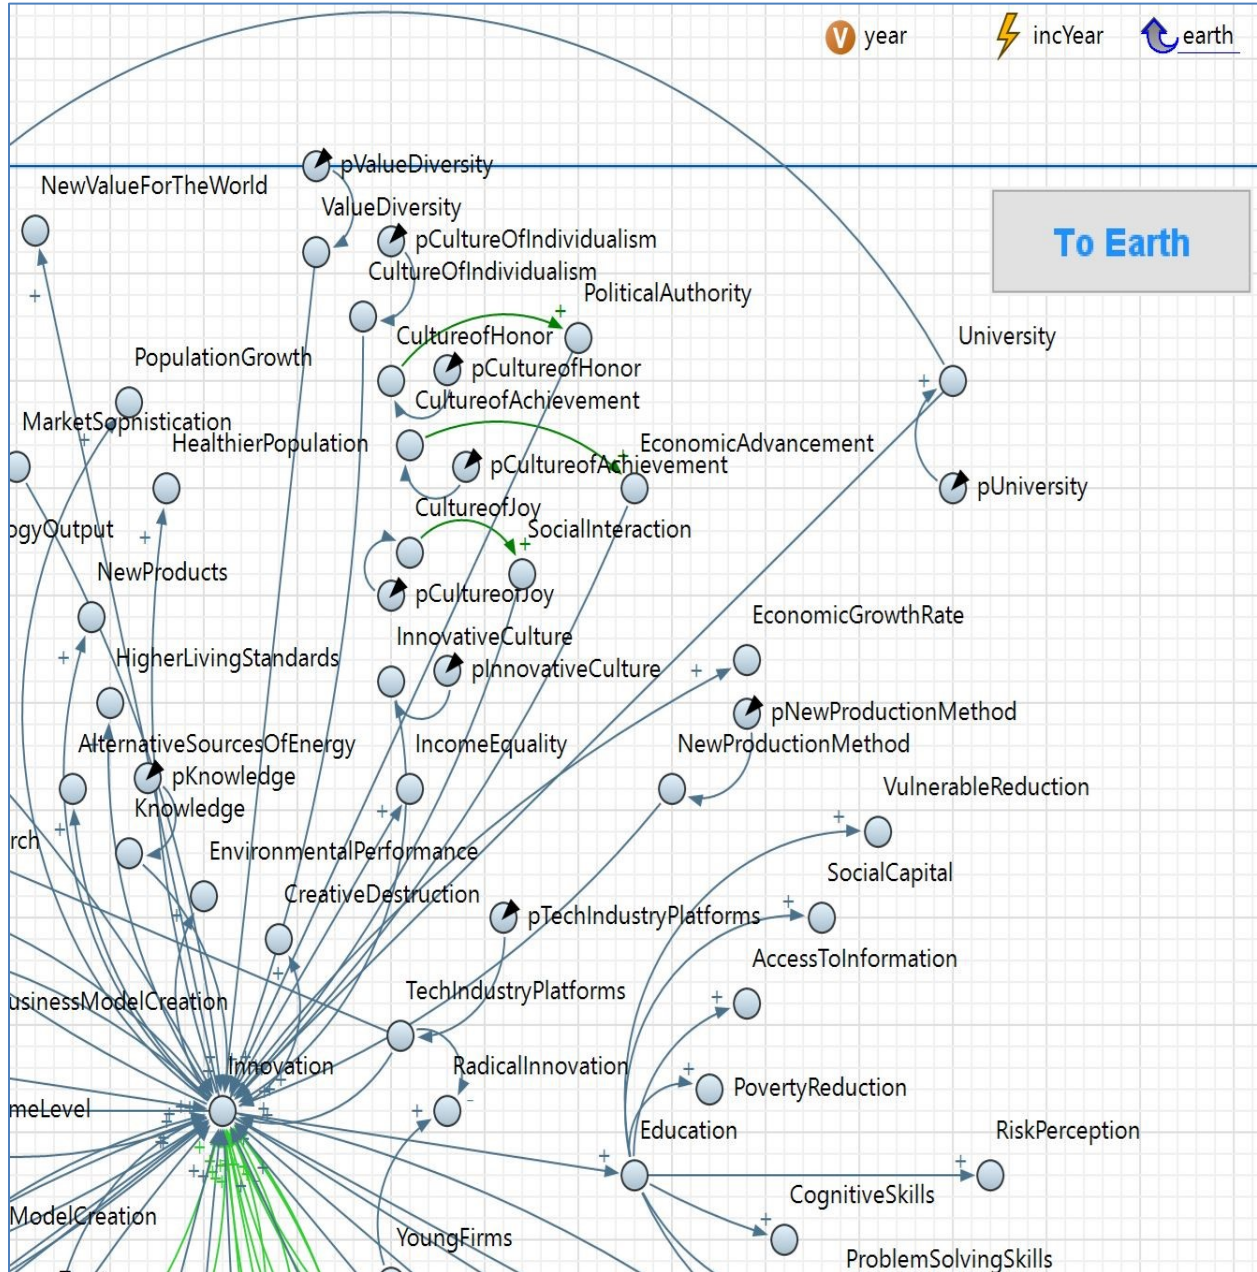 year
incYear
earth
pValueDiversity
NewValueForTheWorld
ValueDiversity
pCultureOfIndividualism
To Earth
CultureOfIndividualism
PoliticalAuthority
CultureofHonor
University
PopulationGrowth
pCultureofHonor
CultureofAchievement
MarketSophistication
HealthierPopulation
EconomicAdvancement
pCultureofAchievement
pUniversity
CultureofJoy
ogyOutput
SocialInteraction
NewProducts
pCultureofJoy
EconomicGrowthRate
InnovativeCulture
HigherLivingStandards
pInnovativeCulture
pNewProductionMethod
AlternativeSourcesOfEnergy
IncomeEquality
NewProductionMethod
pKnowledge
VulnerableReduction
Knowledge
rch
EnvironmentalPerformance
SocialCapital
CreativeDestruction
pTechIndustryPlatforms
AccessToInformation
TechIndustryPlatforms
usinessModelCreation
Innovation
RadicalInnovation
PovertyReduction
meLevel
Education
RiskPerception
CognitiveSkills
ModelCreation
YoungFirms
ProblemSolvingSkills